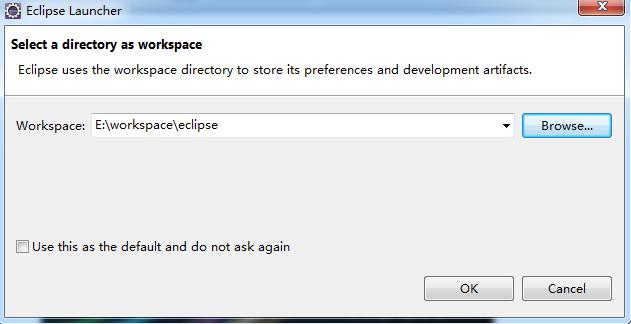 Eclipse Launcher
Select a directory as workspace
Eclipse uses the workspace directory to store its preferences and development artifacts.
Workspace: E:\workspace\eclipse Browse...
Use this as the default and do not ask again
OK Cancel